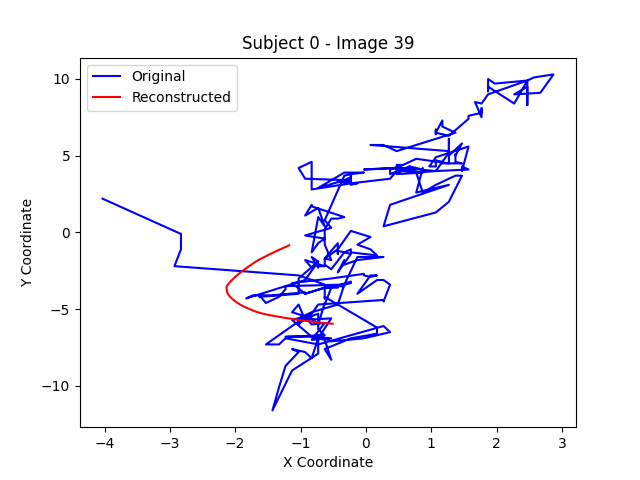 Subject 0 - Image 39
Original
Reconstructed
10
5
0
−5
−10
Y Coordinate
−4
−3
−2
−1
0
1
2
3
X Coordinate